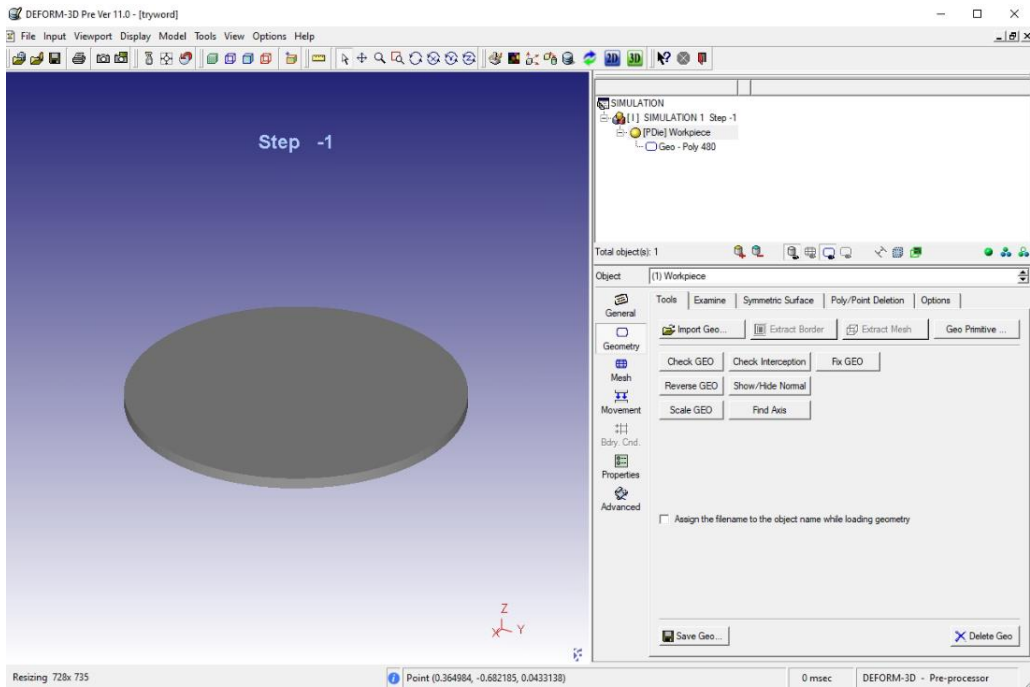 DEFORM-3D Pre Ver 11.0 - [tryword]
File Input Viewport Display Model Tools View Options Help
2D 3D
Step -1
Z
X Y
SIMULATION
[1] SIMULATION 1 Step -1
[PDie] Workpiece
Geo - Poly 480
Total object(s): 1
Object (1) Workpiece
General
Geometry
Mesh
Movement
Bdry. Cnd.
Properties
Advanced
Tools Examine Symmetric Surface Poly/Point Deletion Options
Import Geo... Extract Border Extract Mesh Geo Primitive ...
Check GEO Check Interception Fix GEO
Reverse GEO Show/Hide Normal
Scale GEO Find Axis
Assign the filename to the object name while loading geometry
Save Geo... Delete Geo
Resizing 728x 735 Point (0.364984, -0.682185, 0.0433138) 0 msec DEFORM-3D - Pre-processor